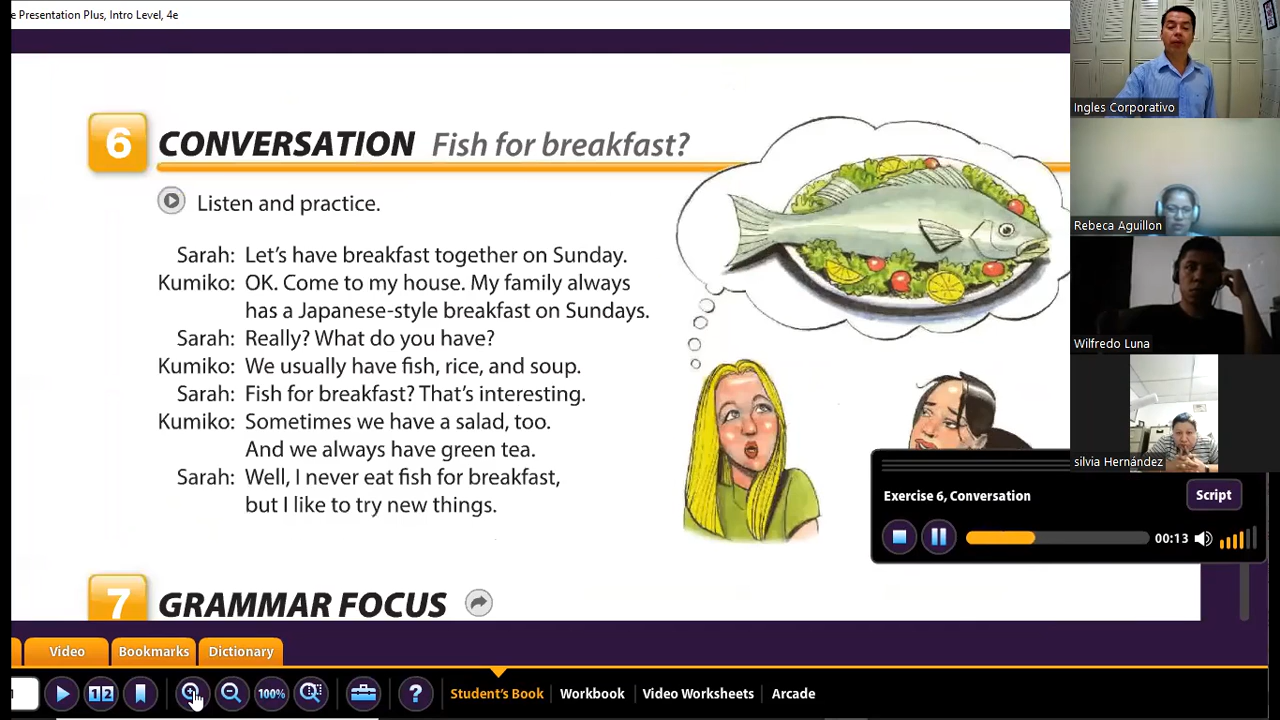 e Presentation Plus, Intro Level, 4e
6 CONVERSATION Fish for breakfast?
Listen and practice.
Sarah: Let's have breakfast together on Sunday.
Kumiko: OK. Come to my house. My family always
has a Japanese-style breakfast on Sundays.
Sarah: Really? What do you have?
Kumiko: We usually have fish, rice, and soup.
Sarah: Fish for breakfast? That's interesting.
Kumiko: Sometimes we have a salad, too.
And we always have green tea.
Sarah: Well, I never eat fish for breakfast,
but I like to try new things.
7 GRAMMAR FOCUS
Ingles Corporativo
Rebeca Aguillon
Wilfredo Luna
silvia Hernández
Exercise 6, Conversation
Script
00:13
Video Bookmarks Dictionary
1 2 100% ? Student's Book Workbook Video Worksheets Arcade